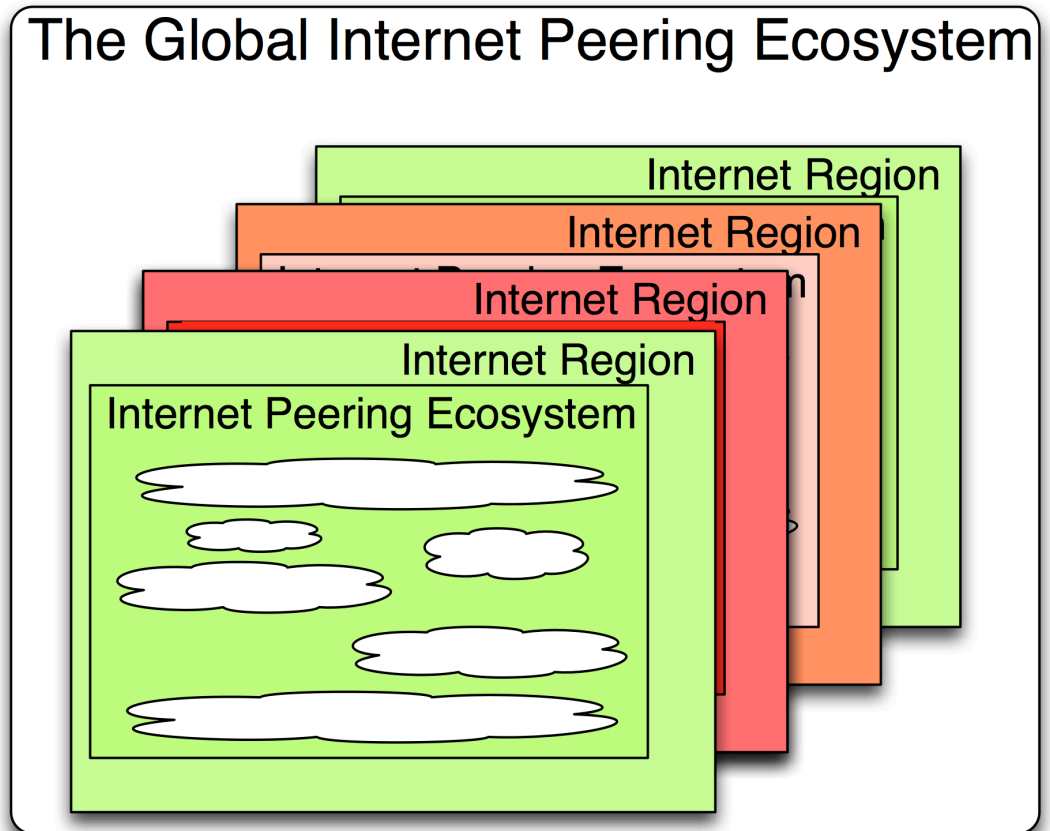 The Global Internet Peering Ecosystem
Internet Region
Internet Region
Internet Region
Internet Region
Internet Peering Ecosystem